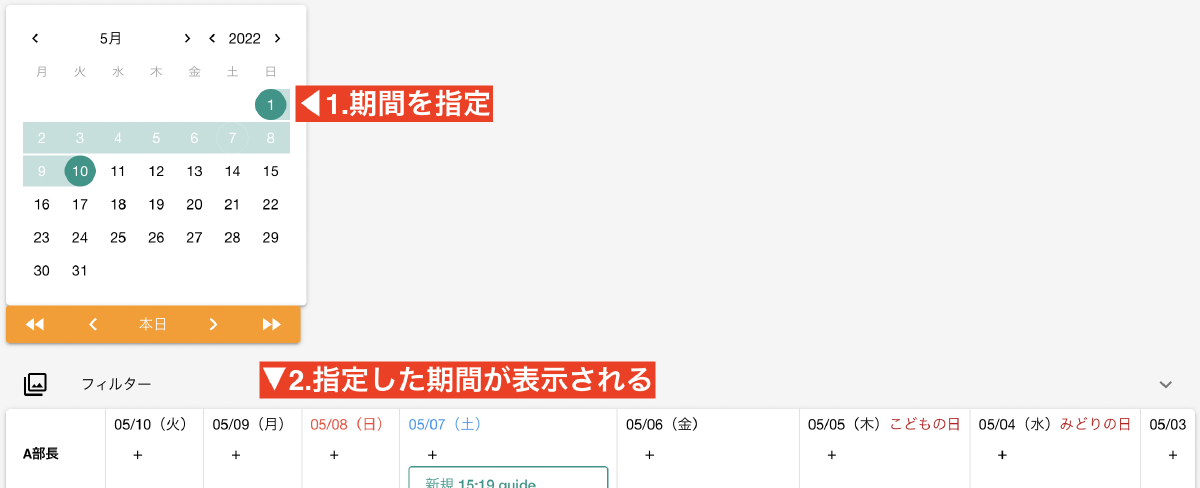 5月 2022
月 火 水 木 金 土 日
1
◀1.期間を指定
2 3 4 5 6 7 8
9 10 11 12 13 14 15
16 17 18 19 20 21 22
23 24 25 26 27 28 29
30 31
本日
フィルター
▼2.指定した期間が表示される
05/10（火） 05/09（月） 05/08（日） 05/07（土） 05/06（金） 05/05（木）こどもの日 05/04（水）みどりの日 05/03
A部長 + + + + + + + +
新規 15:19 guide